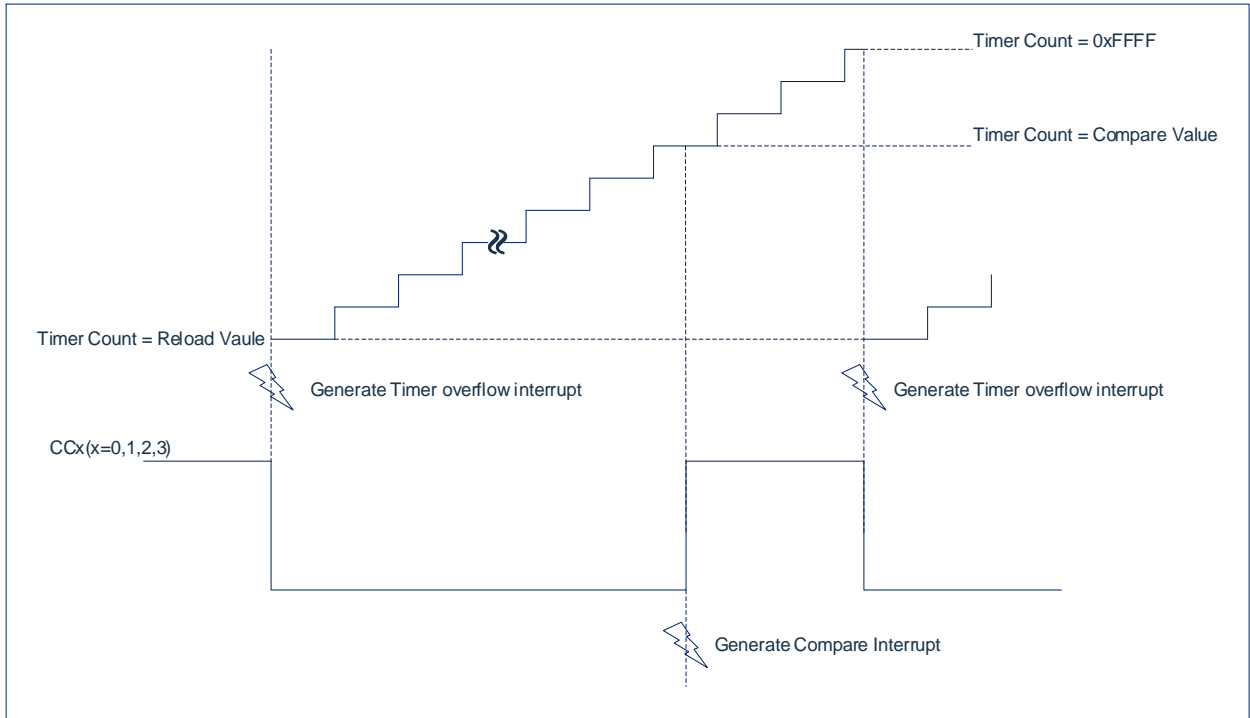 Timer Count = 0xFFFF
Timer Count = Compare Value
Timer Count = Reload Vaule
Generate Timer overflow interrupt
Generate Timer overflow interrupt
CCx(x=0,1,2,3)
Generate Compare Interrupt